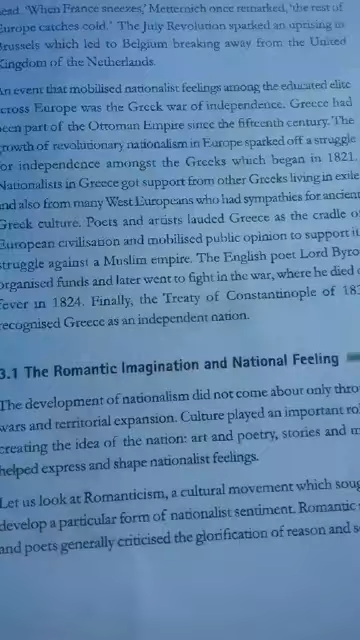 ead. 'When France sneezes,' Metternich once remarked, 'the rest of
Europe catches cold.' The July Revolution sparked an uprising in
Brussels which led to Belgium breaking away from the United
Kingdom of the Netherlands.
An event that mobilised nationalist feelings among the educated elite
across Europe was the Greek war of independence. Greece had
been part of the Ottoman Empire since the fifteenth century. The
growth of revolutionary nationalism in Europe sparked off a struggle
for independence amongst the Greeks which began in 1821.
Nationalists in Greece got support from other Greeks living in exile
and also from many West Europeans who had sympathies for ancient
Greek culture. Poets and artists lauded Greece as the cradle of
European civilisation and mobilised public opinion to support it
struggle against a Muslim empire. The English poet Lord Byro
organised funds and later went to fight in the war, where he died o
fever in 1824. Finally, the Treaty of Constantinople of 183
recognised Greece as an independent nation.
3.1 The Romantic Imagination and National Feeling
The development of nationalism did not come about only thro
wars and territorial expansion. Culture played an important ro
creating the idea of the nation: art and poetry, stories and m
helped express and shape nationalist feelings.
Let us look at Romanticism, a cultural movement which soug
develop a particular form of nationalist sentiment. Romantic
and poets generally criticised the glorification of reason and s